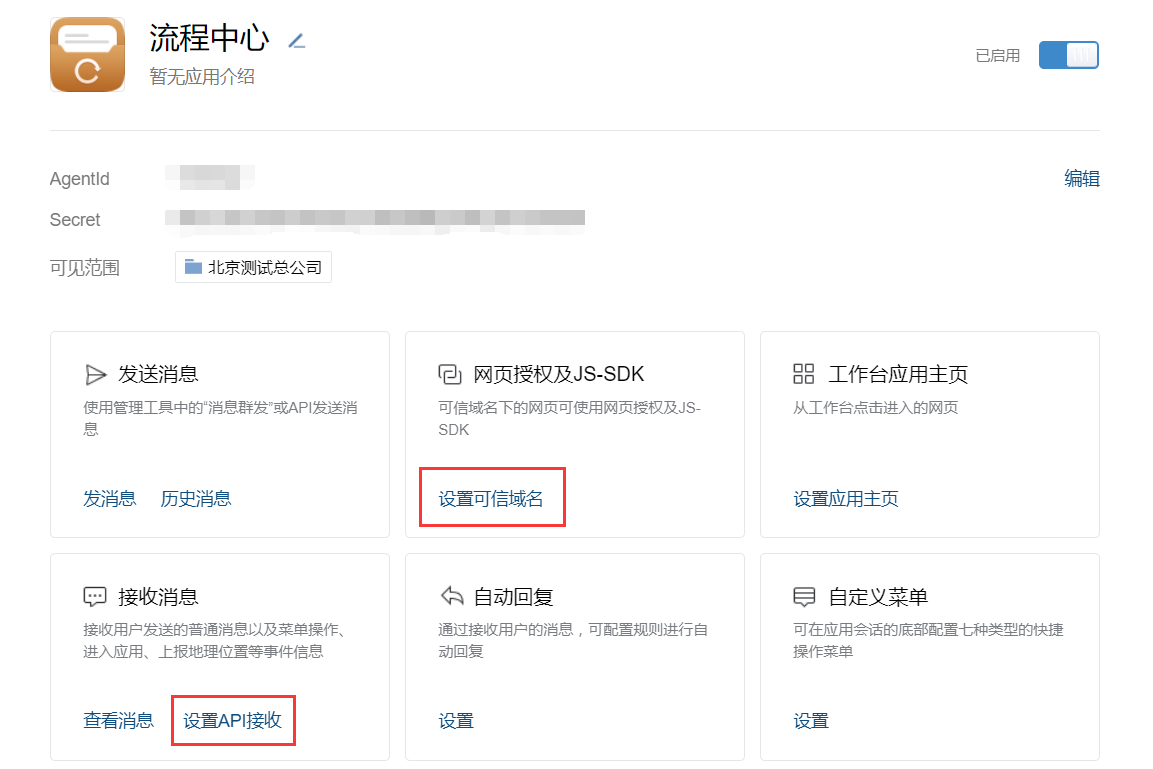 流程中心
暂无应用介绍
已启用
AgentId
编辑
Secret
可见范围
北京测试总公司
发送消息
使用管理工具中的“消息群发”或API发送消
息
发消息 历史消息
网页授权及JS-SDK
可信域名下的网页可使用网页授权及JS-
SDK
设置可信域名
工作台应用主页
从工作台点击进入的网页
设置应用主页
接收消息
接收用户发送的普通消息以及菜单操作、
进入应用、上报地理位置等事件信息
查看消息 设置API接收
自动回复
通过接收用户的消息，可配置规则进行自
动回复
设置
自定义菜单
可在应用会话的底部配置七种类型的快捷
操作菜单
设置